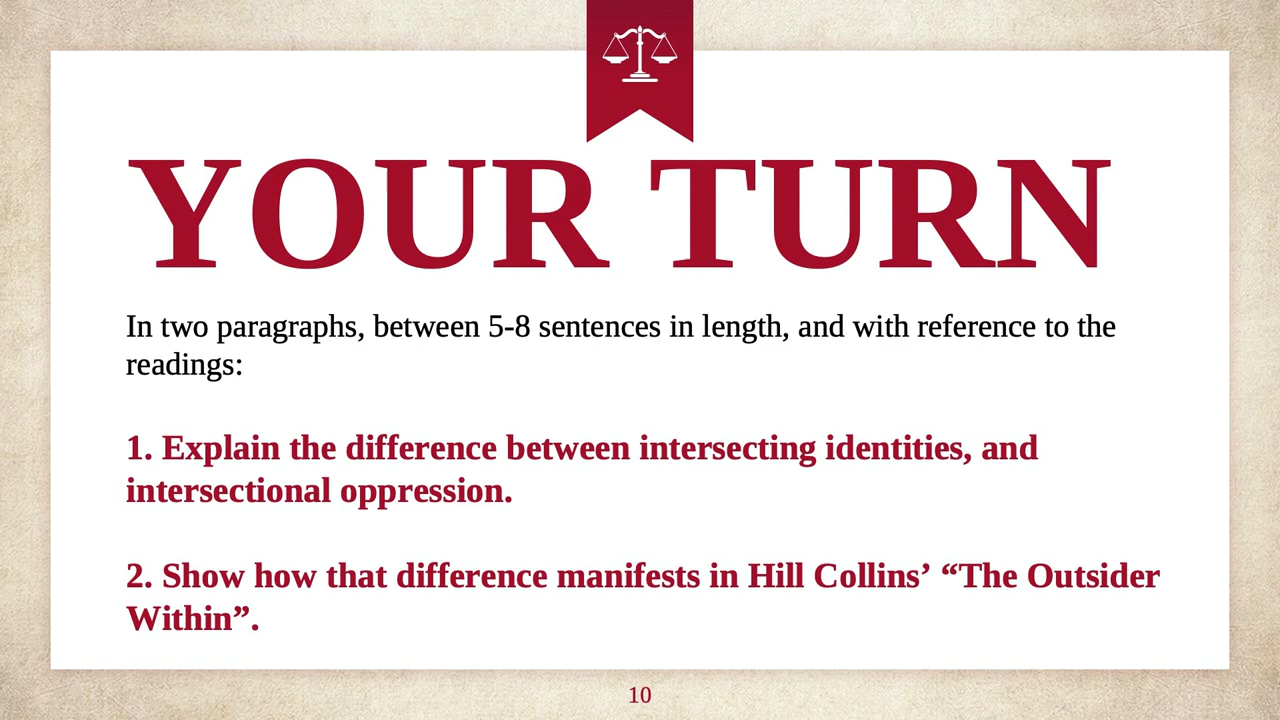 YOUR TURN
In two paragraphs, between 5-8 sentences in length, and with reference to the
readings:
1. Explain the difference between intersecting identities, and
intersectional oppression.
2. Show how that difference manifests in Hill Collins’ “The Outsider
Within”.
10